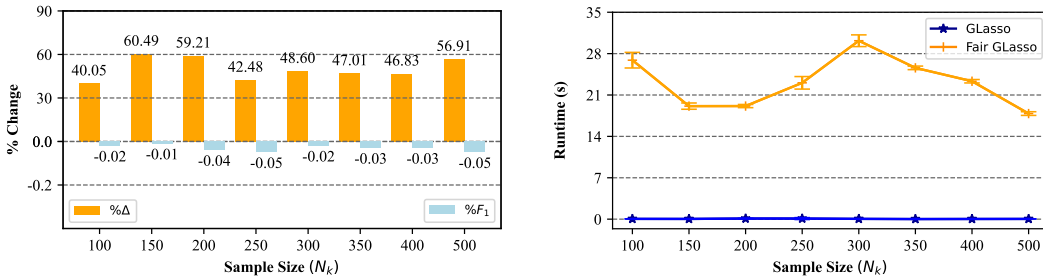 90
60
30
0.0
-0.2
% Change
40.05
60.49
59.21
42.48
48.60
47.01
46.83
56.91
-0.02
-0.01
-0.04
-0.05
-0.02
-0.03
-0.03
-0.05
%Δ
%F₁
100 150 200 250 300 350 400 500
Sample Size (Nₖ)
35
28
21
14
7
0
Runtime (s)
GLasso
Fair GLasso
100 150 200 250 300 350 400 500
Sample Size (Nₖ)